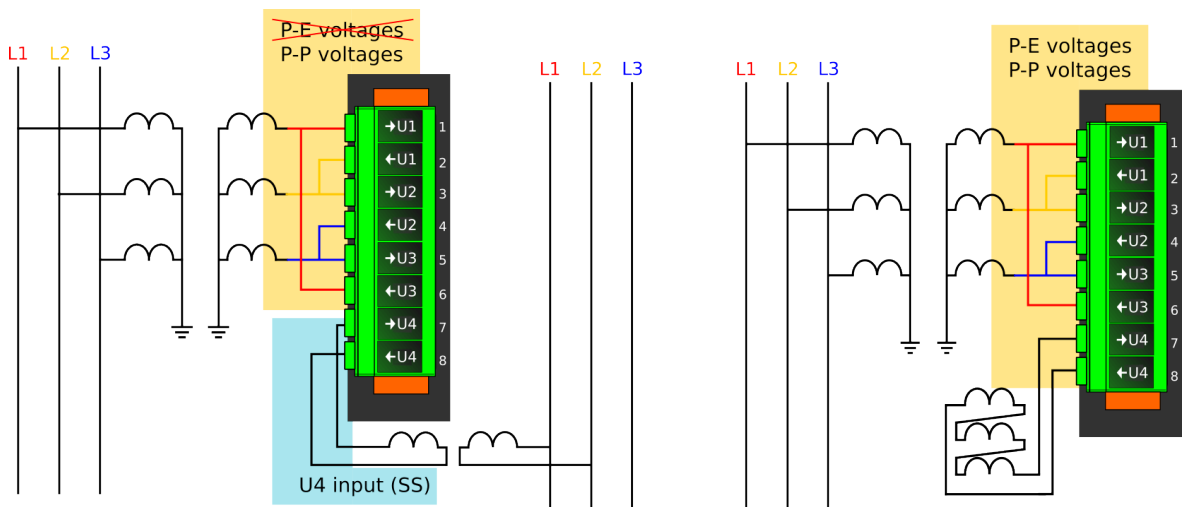 P-E voltages
P-P voltages
L1 L2 L3
L1 L2 L3
→U1 1
←U1 2
→U2 3
←U2 4
→U3 5
←U3 6
→U4 7
←U4 8
U4 input (SS)
P-E voltages
P-P voltages
L1 L2 L3
→U1 1
←U1 2
→U2 3
←U2 4
→U3 5
←U3 6
→U4 7
←U4 8